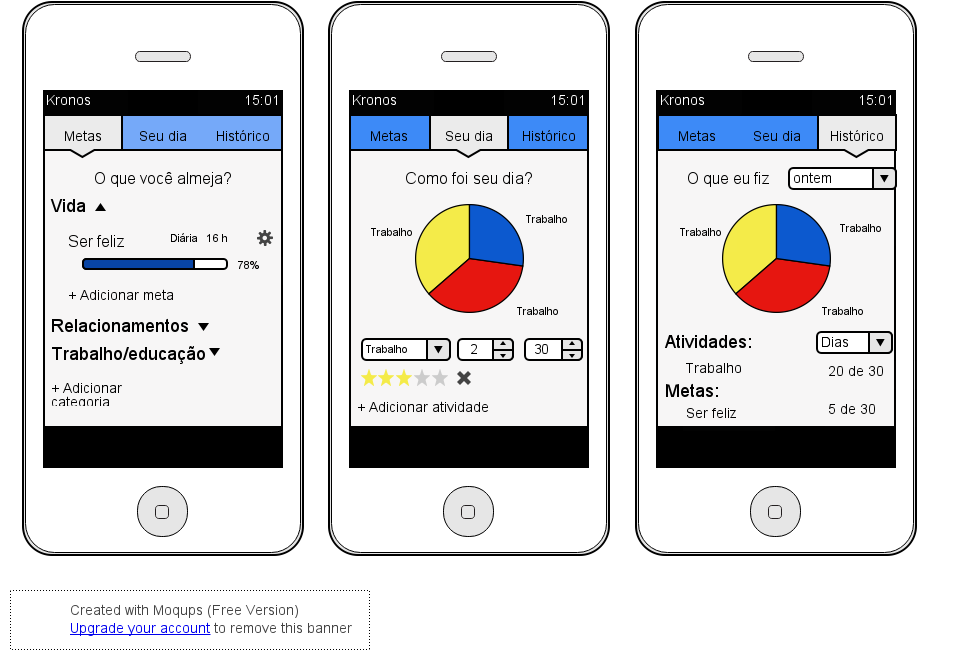 Kronos 15:01
Metas Seu dia Histórico
O que você almeja?
Vida
Ser feliz Diária 16 h
78%
+ Adicionar meta
Relacionamentos
Trabalho/educação
+ Adicionar
categoria
Kronos 15:01
Metas Seu dia Histórico
Como foi seu dia?
Trabalho
Trabalho
Trabalho
Trabalho 2 30
+ Adicionar atividade
Kronos 15:01
Metas Seu dia Histórico
O que eu fiz ontem
Trabalho
Trabalho
Trabalho
Atividades: Dias
Trabalho 20 de 30
Metas:
Ser feliz 5 de 30
Created with Moqups (Free Version)
Upgrade your account to remove this banner